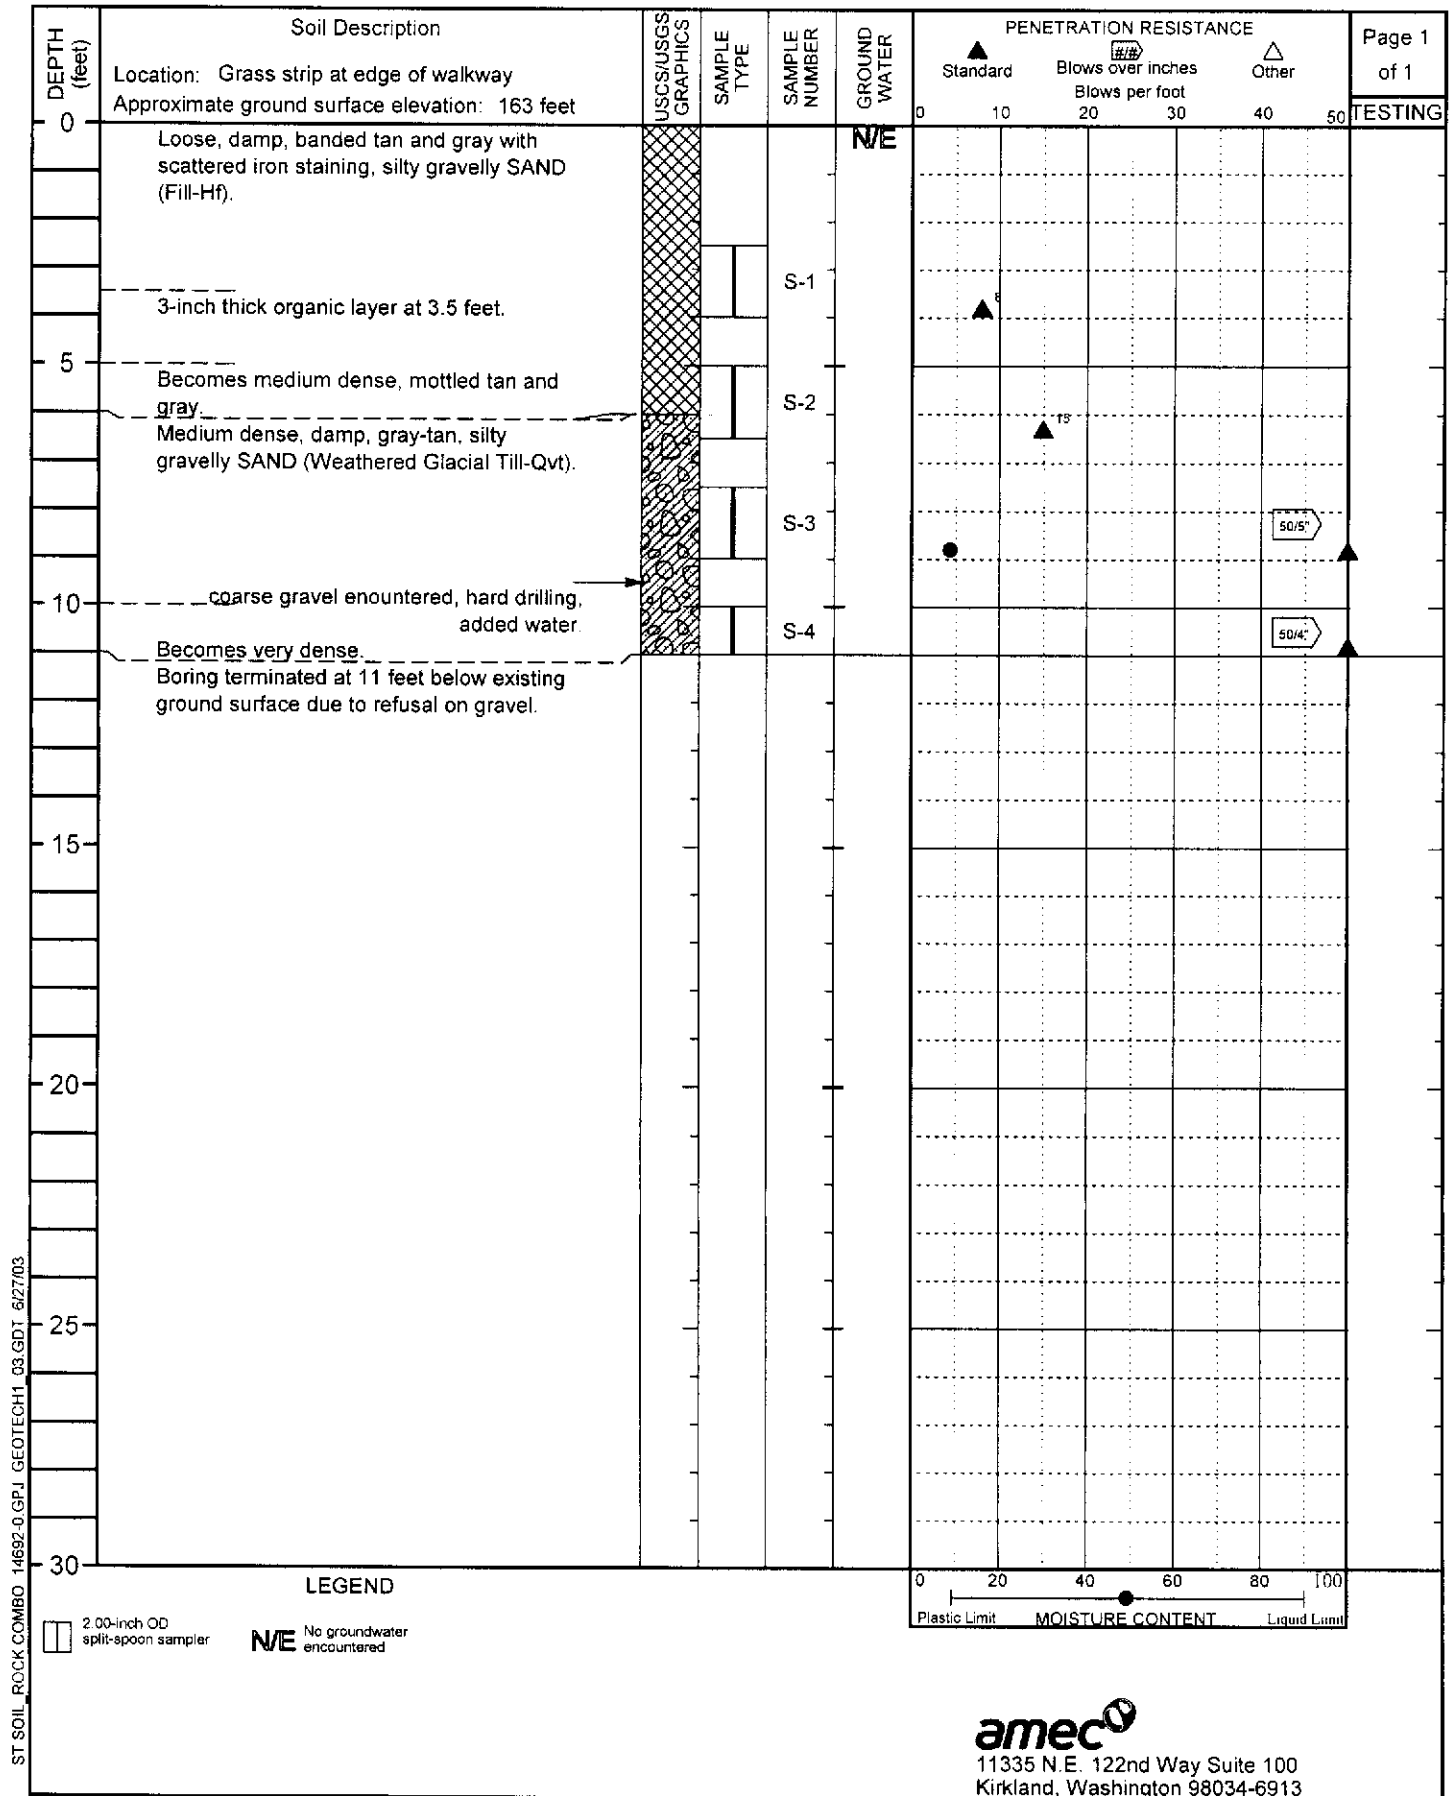 DEPTH
(feet)
Soil Description
Location: Grass strip at edge of walkway
Approximate ground surface elevation: 163 feet
USCS/USGS
GRAPHICS
SAMPLE
TYPE
SAMPLE
NUMBER
GROUND
WATER
PENETRATION RESISTANCE
Standard
##/#
Blows over inches
Other
Blows per foot
0 10 20 30 40 50
Page 1
of 1
TESTING
0
N/E
Loose, damp, banded tan and gray with
scattered iron staining, silty gravelly SAND
(Fill-Hf).
S-1
8
3-inch thick organic layer at 3.5 feet.
5
Becomes medium dense, mottled tan and
gray.
S-2
15
Medium dense, damp, gray-tan, silty
gravelly SAND (Weathered Glacial Till-Qvt).
S-3
50/5"
10
coarse gravel enountered, hard drilling,
added water.
S-4
50/4"
Becomes very dense.
Boring terminated at 11 feet below existing
ground surface due to refusal on gravel.
15
20
25
30
LEGEND
2.00-inch OD
split-spoon sampler
N/E No groundwater
encountered
0 20 40 60 80 100
Plastic Limit MOISTURE CONTENT Liquid Limit
amec
11335 N.E. 122nd Way Suite 100
Kirkland, Washington 98034-6913
ST SOIL_ROCK COMBO 14692-0.GPJ GEOTECH1_03.GDT 6/27/03